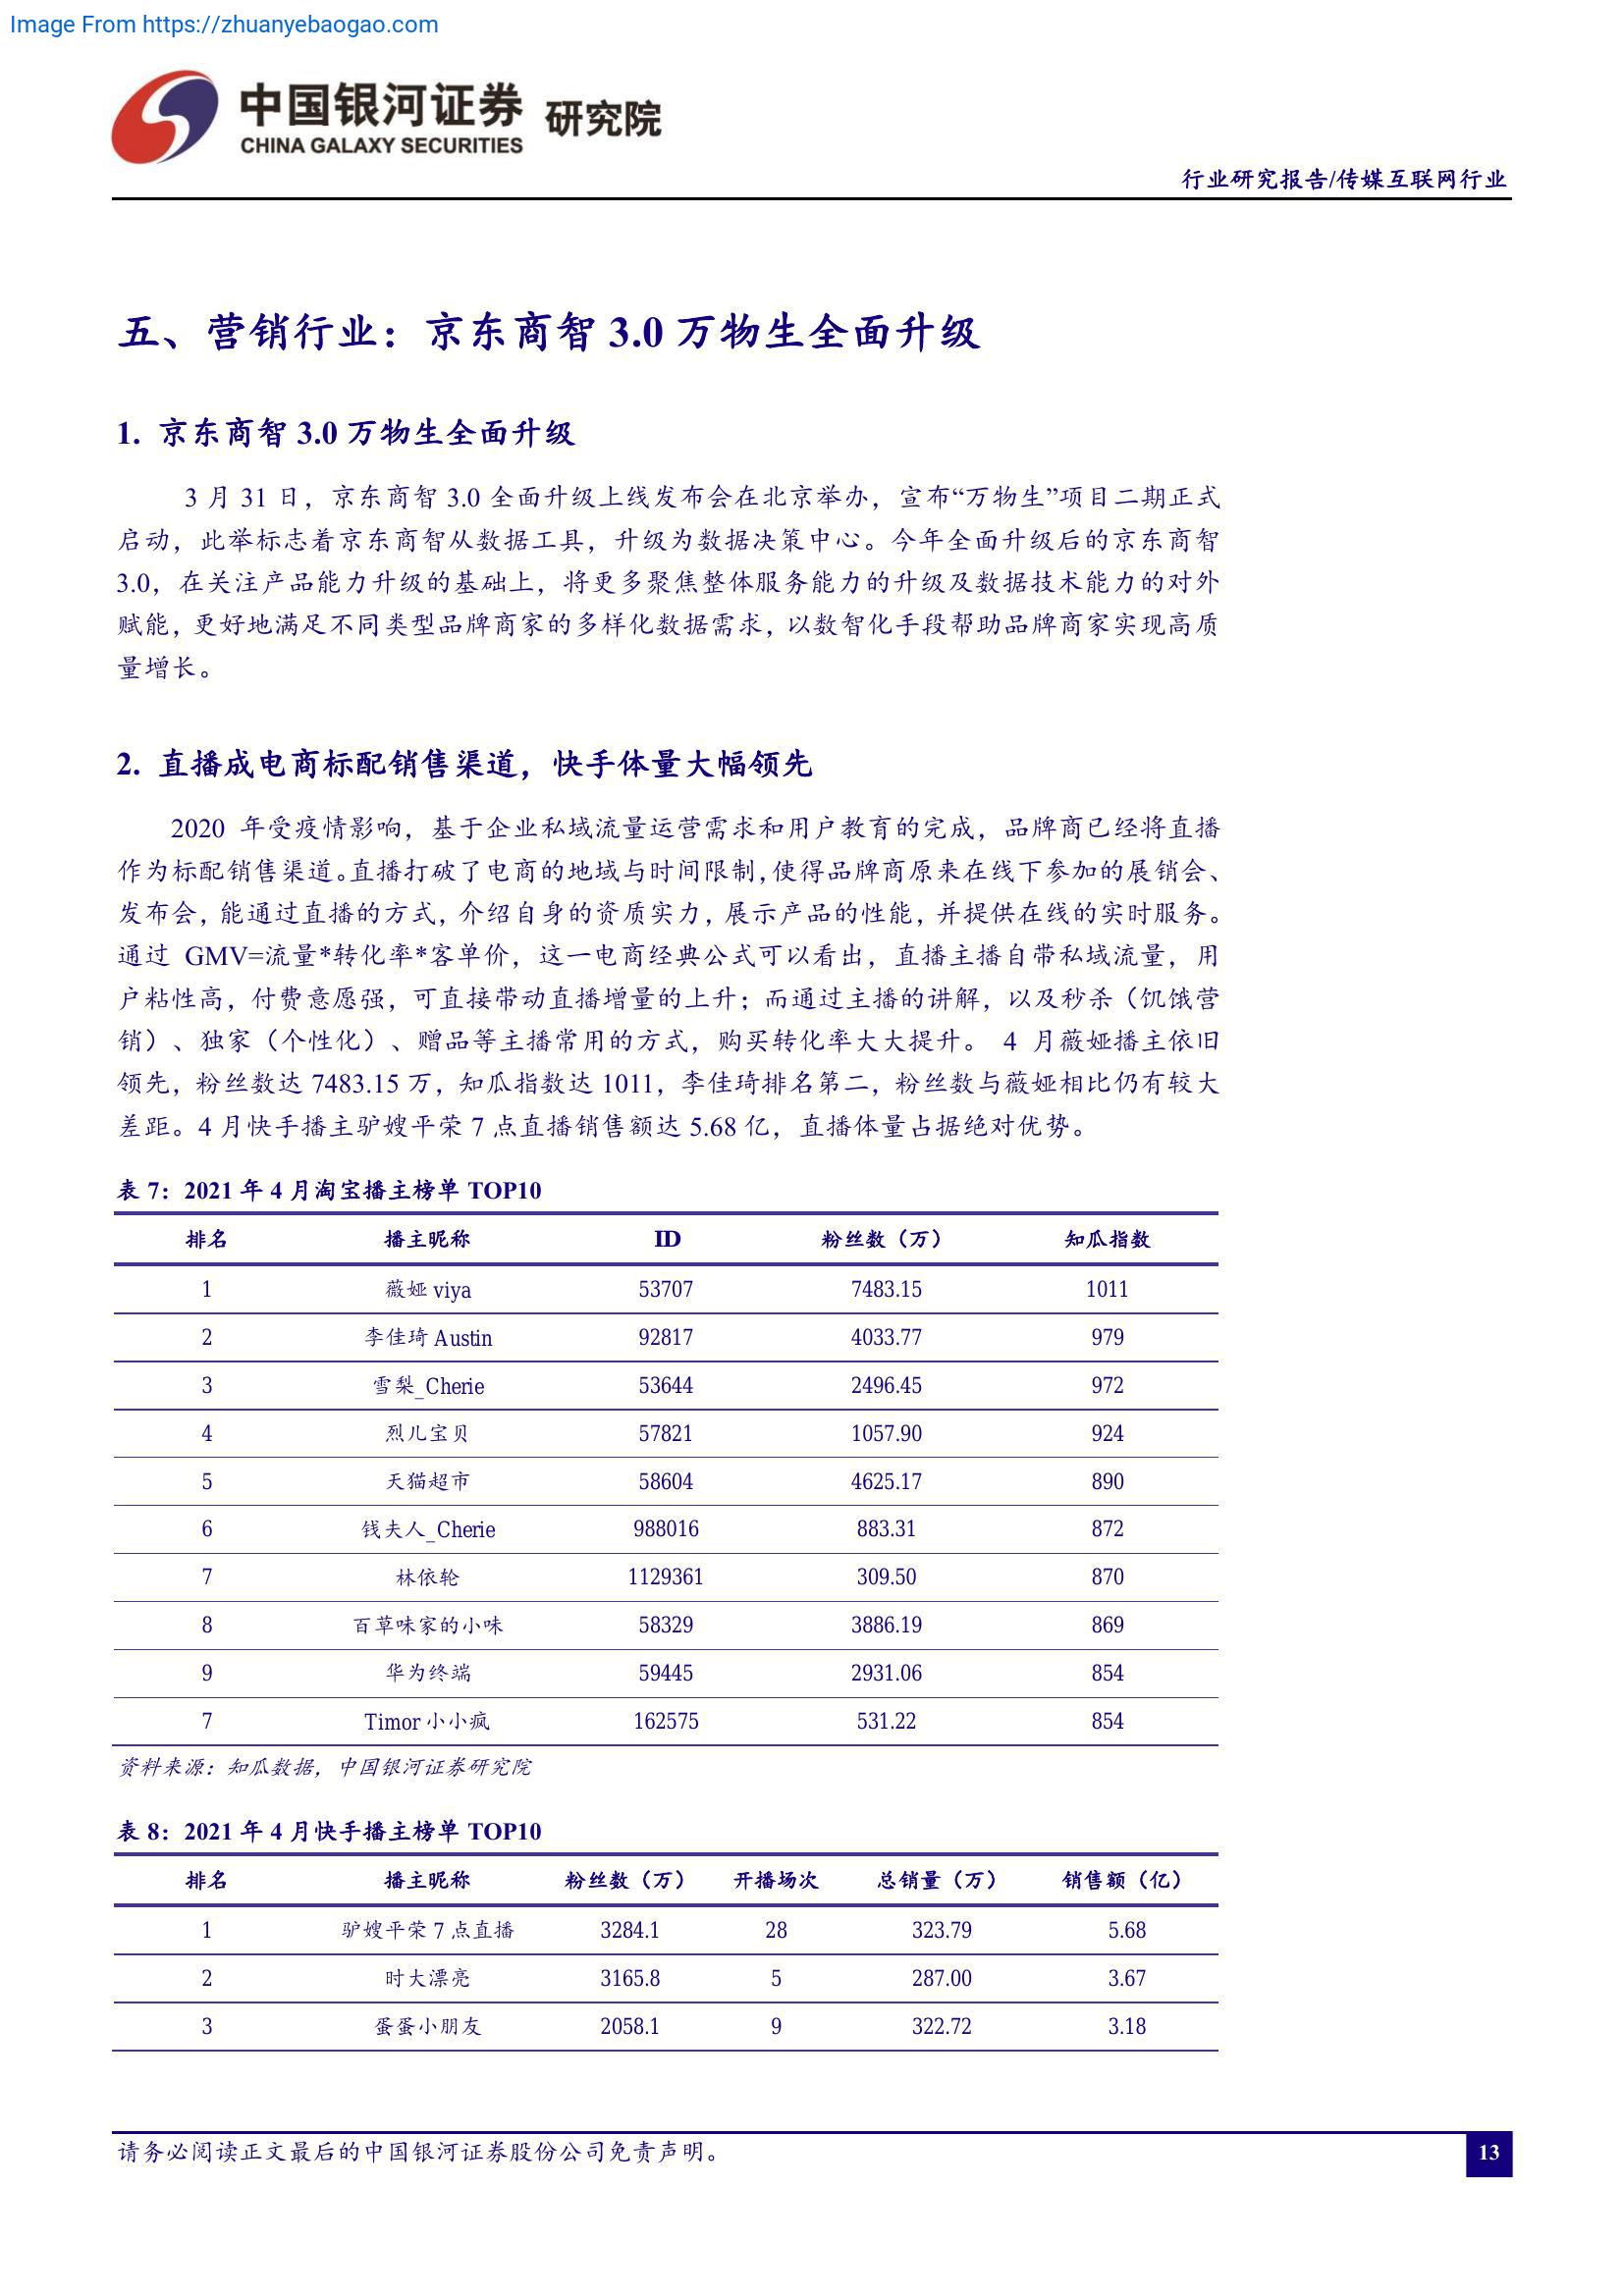 Image From https://zhuanyebaogao.com
中国银河证券 研究院
CHINA GALAXY SECURITIES
行业研究报告/传媒互联网行业
五、营销行业：京东商智 3.0 万物生全面升级
1. 京东商智 3.0 万物生全面升级
3 月 31 日，京东商智 3.0 全面升级上线发布会在北京举办，宣布“万物生”项目二期正式
启动，此举标志着京东商智从数据工具，升级为数据决策中心。今年全面升级后的京东商智
3.0，在关注产品能力升级的基础上，将更多聚焦整体服务能力的升级及数据技术能力的对外
赋能，更好地满足不同类型品牌商家的多样化数据需求，以数智化手段帮助品牌商家实现高质
量增长。
2. 直播成电商标配销售渠道，快手体量大幅领先
2020 年受疫情影响，基于企业私域流量运营需求和用户教育的完成，品牌商已经将直播
作为标配销售渠道。直播打破了电商的地域与时间限制，使得品牌商原来在线下参加的展销会、
发布会，能通过直播的方式，介绍自身的资质实力，展示产品的性能，并提供在线的实时服务。
通过 GMV=流量*转化率*客单价，这一电商经典公式可以看出，直播主播自带私域流量，用
户粘性高，付费意愿强，可直接带动直播增量的上升；而通过主播的讲解，以及秒杀（饥饿营
销）、独家（个性化）、赠品等主播常用的方式，购买转化率大大提升。 4 月薇娅播主依旧
领先，粉丝数达 7483.15 万，知瓜指数达 1011，李佳琦排名第二，粉丝数与薇娅相比仍有较大
差距。4 月快手播主驴嫂平荣 7 点直播销售额达 5.68 亿，直播体量占据绝对优势。
表 7：2021 年 4 月淘宝播主榜单 TOP10
排名 播主昵称 ID 粉丝数（万） 知瓜指数
1 薇娅 viya 53707 7483.15 1011
2 李佳琦 Austin 92817 4033.77 979
3 雪梨_Cherie 53644 2496.45 972
4 烈儿宝贝 57821 1057.90 924
5 天猫超市 58604 4625.17 890
6 钱夫人_Cherie 988016 883.31 872
7 林依轮 1129361 309.50 870
8 百草味家的小味 58329 3886.19 869
9 华为终端 59445 2931.06 854
7 Timor 小小疯 162575 531.22 854
资料来源：知瓜数据，中国银河证券研究院
表 8：2021 年 4 月快手播主榜单 TOP10
排名 播主昵称 粉丝数（万） 开播场次 总销量（万） 销售额（亿）
1 驴嫂平荣 7 点直播 3284.1 28 323.79 5.68
2 时大漂亮 3165.8 5 287.00 3.67
3 蛋蛋小朋友 2058.1 9 322.72 3.18
请务必阅读正文最后的中国银河证券股份公司免责声明。
13